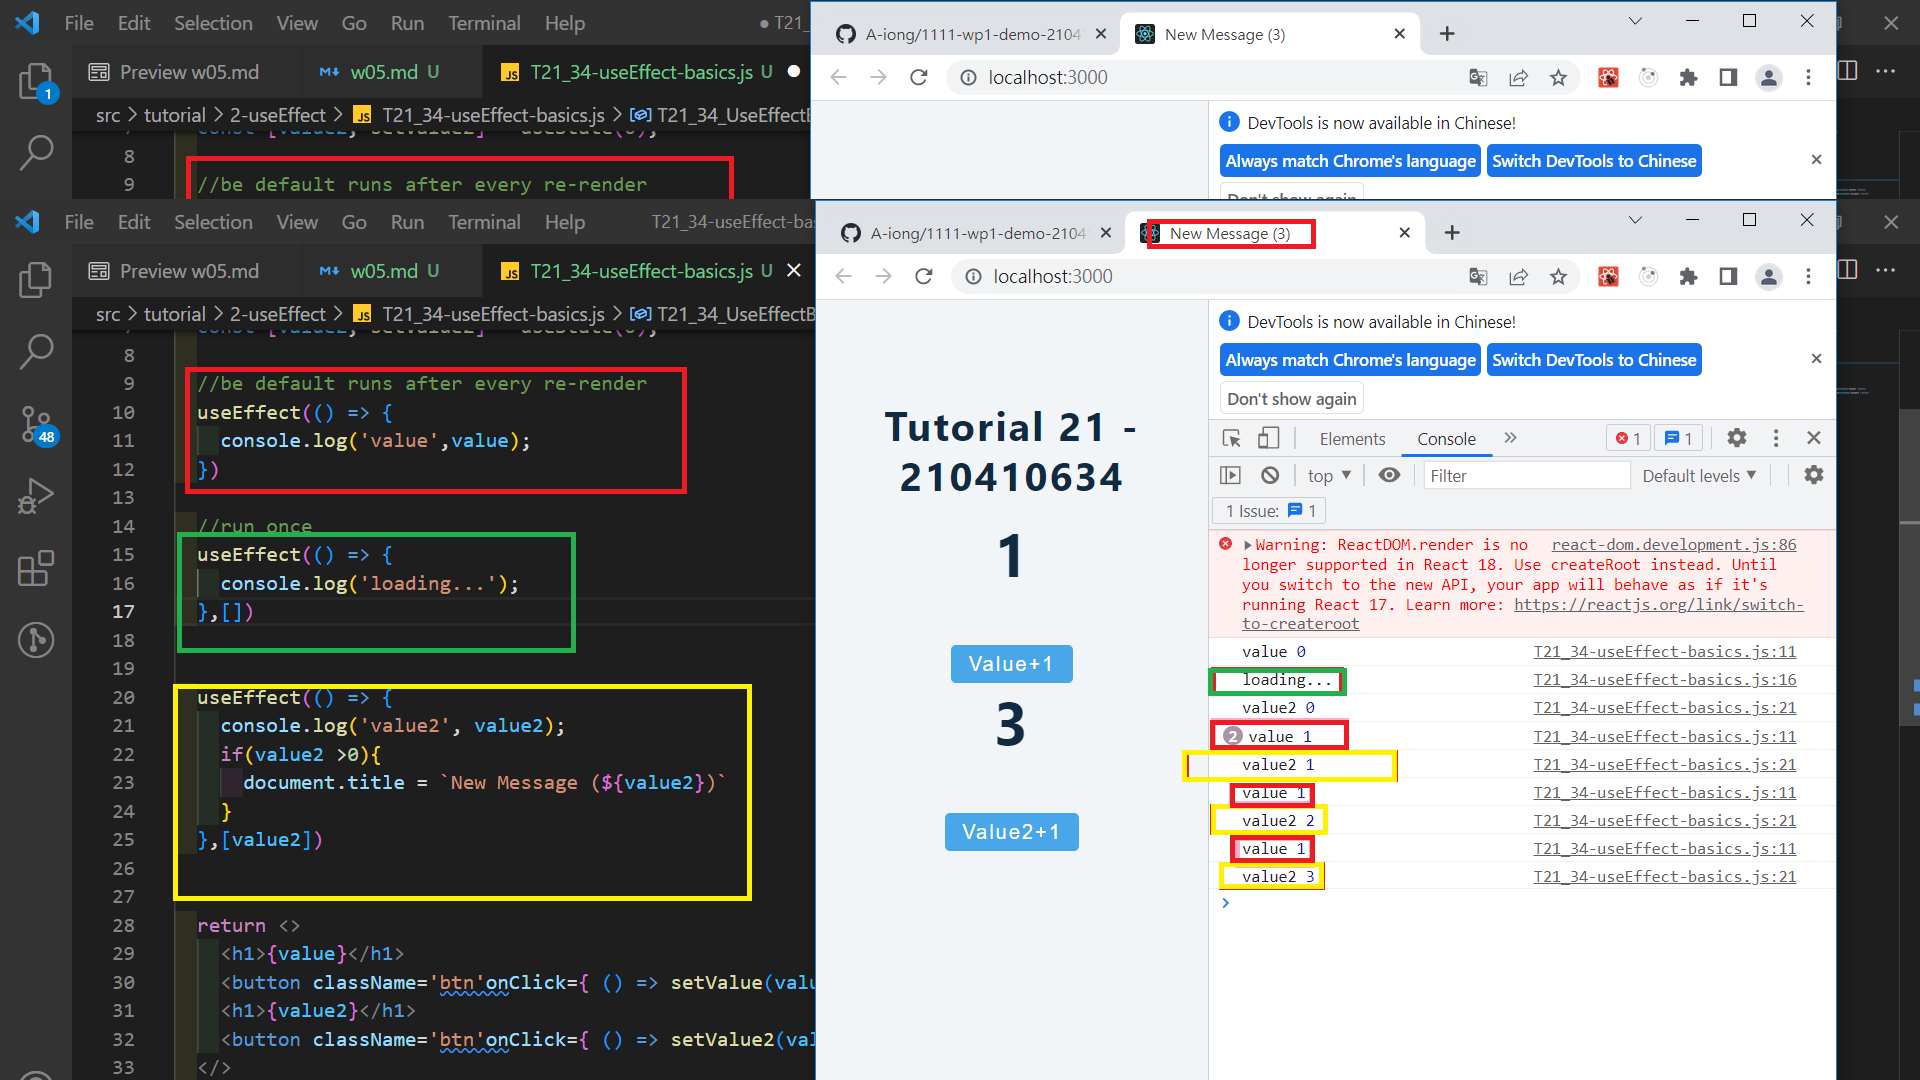 File Edit Selection View Go Run Terminal Help ● T21_
Preview w05.md w05.md U JS T21_34-useEffect-basics.js U
src > tutorial > 2-useEffect > JS T21_34-useEffect-basics.js > T21_34_UseEffectB
8
9 //be default runs after every re-render
A-iong/1111-wp1-demo-2104 New Message (3)
localhost:3000
DevTools is now available in Chinese!
Always match Chrome's language Switch DevTools to Chinese
Don't show again
File Edit Selection View Go Run Terminal Help T21_34-useEffect-bas
Preview w05.md w05.md U JS T21_34-useEffect-basics.js U
src > tutorial > 2-useEffect > JS T21_34-useEffect-basics.js > T21_34_UseEffectB
8
9 //be default runs after every re-render
10 useEffect(() => {
11 console.log('value',value);
12 })
13
14 //run once
15 useEffect(() => {
16 console.log('loading...');
17 },[])
18
19
20 useEffect(() => {
21 console.log('value2', value2);
22 if(value2 >0){
23 document.title = `New Message (${value2})`
24 }
25 },[value2])
26
27
28 return <>
29 <h1>{value}</h1>
30 <button className='btn'onClick={ () => setValue(valu
31 <h1>{value2}</h1>
32 <button className='btn'onClick={ () => setValue2(val
33 </>
1
48
A-iong/1111-wp1-demo-2104 New Message (3)
localhost:3000
Tutorial 21 -
210410634
1
Value+1
3
Value2+1
DevTools is now available in Chinese!
Always match Chrome's language Switch DevTools to Chinese
Don't show again
Elements Console 1 1
top Filter Default levels
1 Issue: 1
Warning: ReactDOM.render is no react-dom.development.js:86
longer supported in React 18. Use createRoot instead. Until
you switch to the new API, your app will behave as if it's
running React 17. Learn more: https://reactjs.org/link/switch-
to-createroot
value 0 T21_34-useEffect-basics.js:11
loading... T21_34-useEffect-basics.js:16
value2 0 T21_34-useEffect-basics.js:21
2 value 1 T21_34-useEffect-basics.js:11
value2 1 T21_34-useEffect-basics.js:21
value 1 T21_34-useEffect-basics.js:11
value2 2 T21_34-useEffect-basics.js:21
value 1 T21_34-useEffect-basics.js:11
value2 3 T21_34-useEffect-basics.js:21